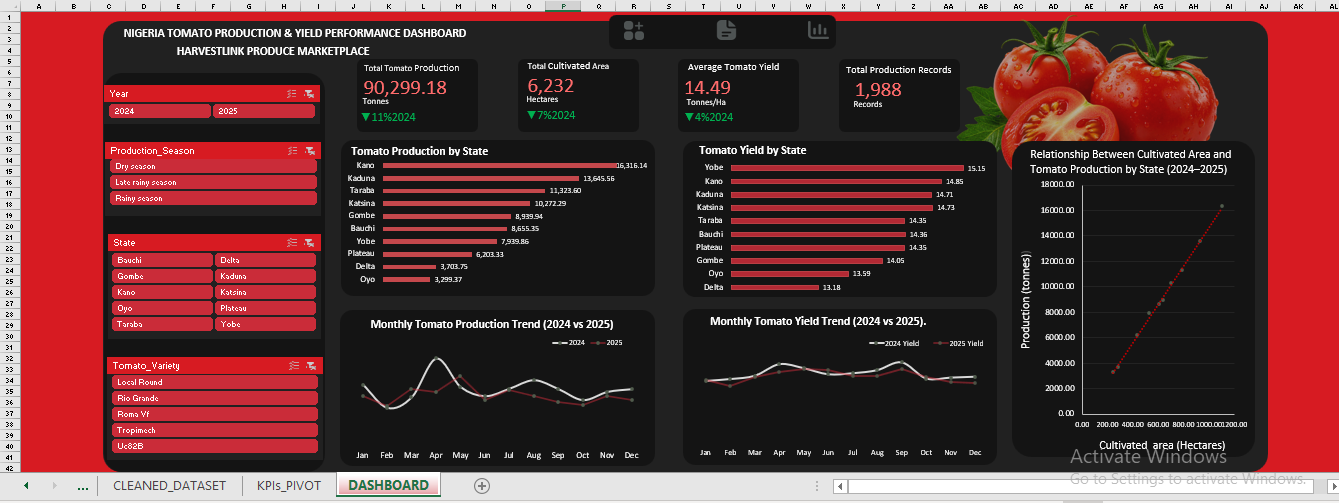 A B C D E F G H I J K L M N O P Q R S T U V W X Y Z AA AB AC AD AE AF AG AH AI AJ AK AL
NIGERIA TOMATO PRODUCTION & YIELD PERFORMANCE DASHBOARD
HARVESTLINK PRODUCE MARKETPLACE
Year
2024
2025
Production_Season
Dry season
Late rainy season
Rainy season
State
Bauchi
Delta
Gombe
Kaduna
Kano
Katsina
Oyo
Plateau
Taraba
Yobe
Tomato_Variety
Local Round
Rio Grande
Roma Vf
Tropimech
Uc82B
Total Tomato Production
90,299.18
Tonnes
▼11%2024
Total Cultivated Area
6,232
Hectares
▼7%2024
Average Tomato Yield
14.49
Tonnes/Ha
▼4%2024
Total Production Records
1,988
Records
Tomato Production by State
Kano 16,316.14
Kaduna 13,645.56
Taraba 11,323.60
Katsina 10,272.29
Gombe 8,939.94
Bauchi 8,655.35
Yobe 7,939.86
Plateau 6,203.33
Delta 3,703.75
Oyo 3,299.37
Tomato Yield by State
Yobe 15.15
Kano 14.85
Kaduna 14.71
Katsina 14.73
Taraba 14.35
Bauchi 14.36
Plateau 14.35
Gombe 14.05
Oyo 13.59
Delta 13.18
Relationship Between Cultivated Area and
Tomato Production by State (2024–2025)
18000.00
16000.00
14000.00
12000.00
10000.00
8000.00
6000.00
4000.00
2000.00
0.00
Production (tonnes)
0.00 200.00 400.00 600.00 800.00 1000.00 1200.00
Cultivated area (Hectares)
Monthly Tomato Production Trend (2024 vs 2025)
2024 2025
Jan Feb Mar Apr May Jun Jul Aug Sep Oct Nov Dec
Monthly Tomato Yield Trend (2024 vs 2025).
2024 Yield 2025 Yield
Jan Feb Mar Apr May Jun Jul Aug Sep Oct Nov Dec
Activate Windows
Go to Settings to activate Windows.
... CLEANED_DATASET KPIs_PIVOT DASHBOARD